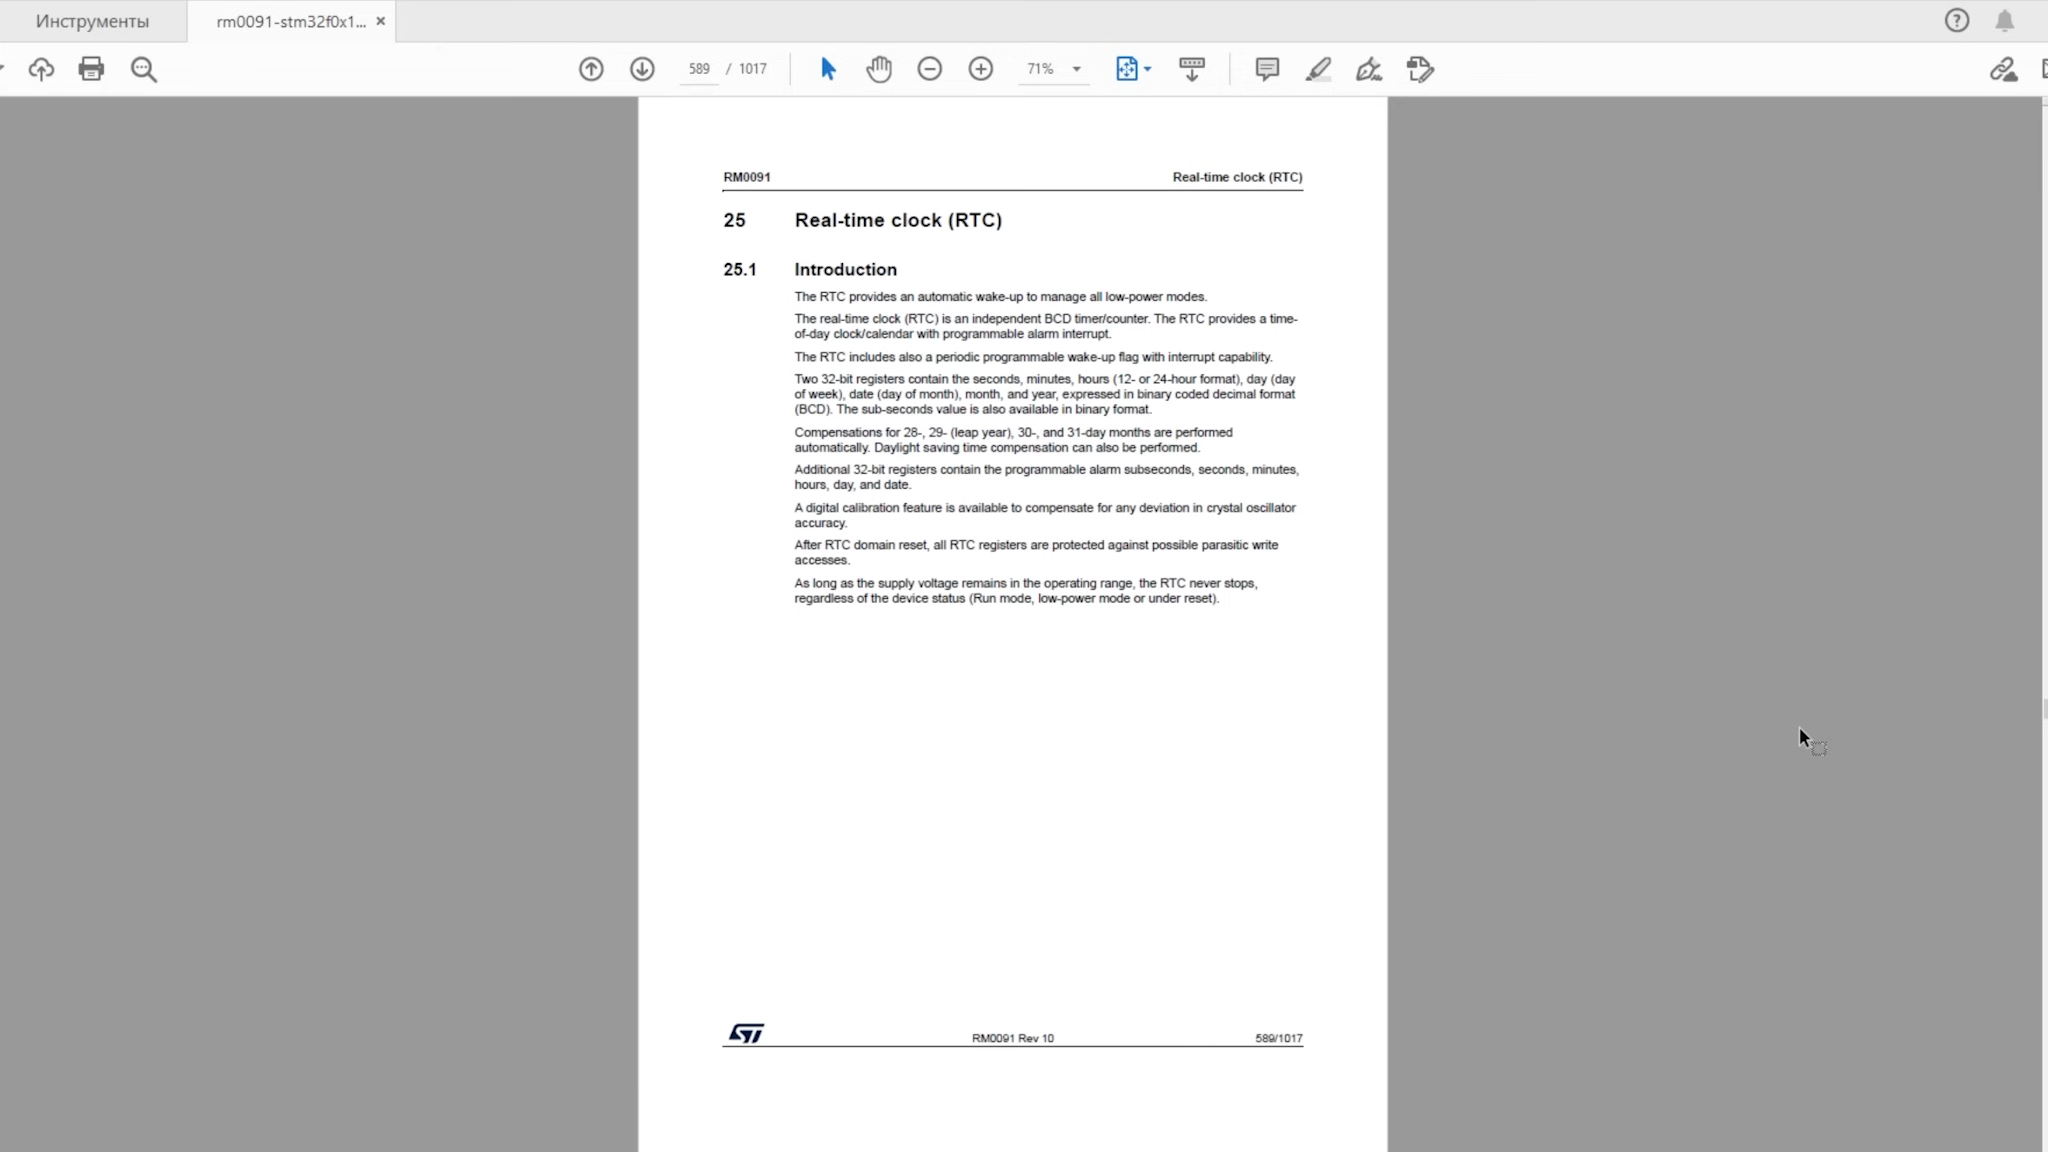 Инструменты
rm0091-stm32f0x1...
589 / 1017
71%
RM0091 Real-time clock (RTC)
25 Real-time clock (RTC)
25.1 Introduction
The RTC provides an automatic wake-up to manage all low-power modes.
The real-time clock (RTC) is an independent BCD timer/counter. The RTC provides a time-
of-day clock/calendar with programmable alarm interrupt.
The RTC includes also a periodic programmable wake-up flag with interrupt capability.
Two 32-bit registers contain the seconds, minutes, hours (12- or 24-hour format), day (day
of week), date (day of month), month, and year, expressed in binary coded decimal format
(BCD). The sub-seconds value is also available in binary format.
Compensations for 28-, 29- (leap year), 30-, and 31-day months are performed
automatically. Daylight saving time compensation can also be performed.
Additional 32-bit registers contain the programmable alarm subseconds, seconds, minutes,
hours, day, and date.
A digital calibration feature is available to compensate for any deviation in crystal oscillator
accuracy.
After RTC domain reset, all RTC registers are protected against possible parasitic write
accesses.
As long as the supply voltage remains in the operating range, the RTC never stops,
regardless of the device status (Run mode, low-power mode or under reset).
ST RM0091 Rev 10 589/1017